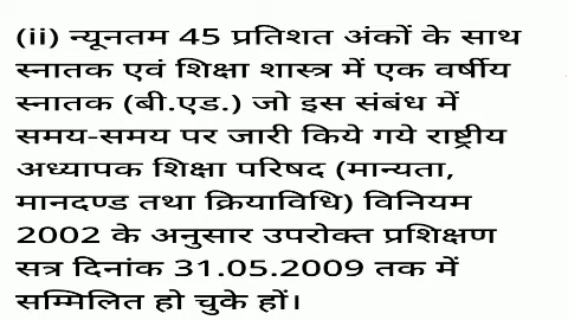 (ii) न्यूनतम 45 प्रतिशत अंकों के साथ
स्नातक एवं शिक्षा शास्त्र में एक वर्षीय
स्नातक (बी.एड.) जो इस संबंध में
समय-समय पर जारी किये गये राष्ट्रीय
अध्यापक शिक्षा परिषद (मान्यता,
मानदण्ड तथा क्रियाविधि) विनियम
2002 के अनुसार उपरोक्त प्रशिक्षण
सत्र दिनांक 31.05.2009 तक में
सम्मिलित हो चुके हों।